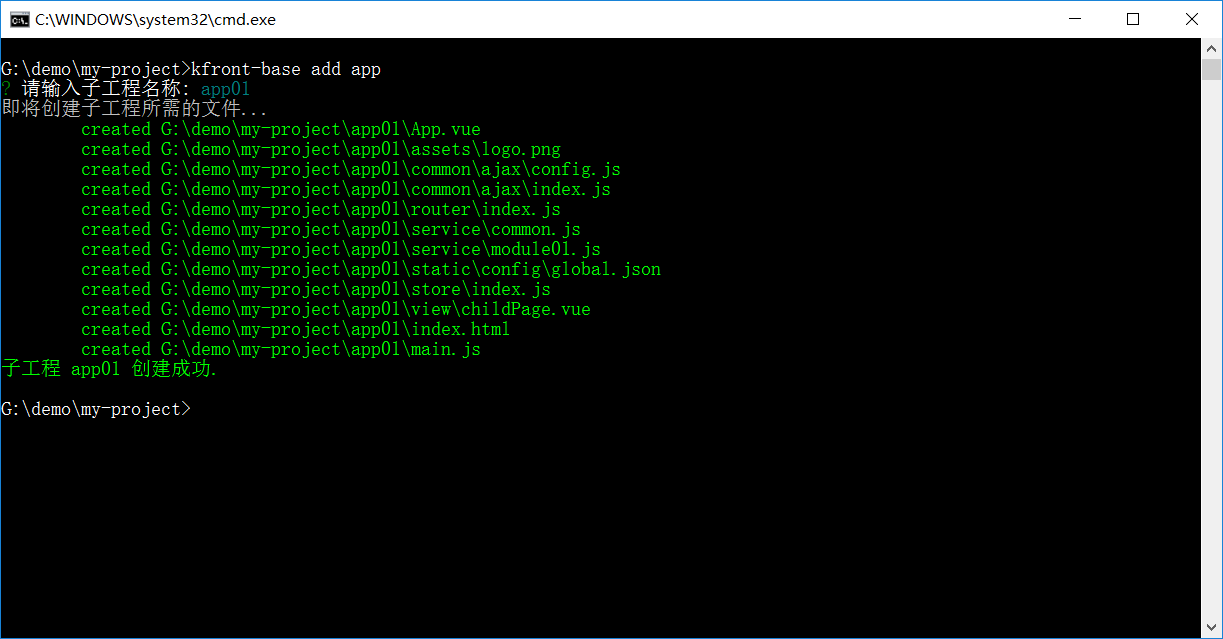 C:\WINDOWS\system32\cmd.exe
G:\demo\my-project>kfront-base add app
? 请输入子工程名称: app01
即将创建子工程所需的文件...
created G:\demo\my-project\app01\App.vue
created G:\demo\my-project\app01\assets\logo.png
created G:\demo\my-project\app01\common\ajax\config.js
created G:\demo\my-project\app01\common\ajax\index.js
created G:\demo\my-project\app01\router\index.js
created G:\demo\my-project\app01\service\common.js
created G:\demo\my-project\app01\service\module01.js
created G:\demo\my-project\app01\static\config\global.json
created G:\demo\my-project\app01\store\index.js
created G:\demo\my-project\app01\view\childPage.vue
created G:\demo\my-project\app01\index.html
created G:\demo\my-project\app01\main.js
子工程 app01 创建成功.
G:\demo\my-project>